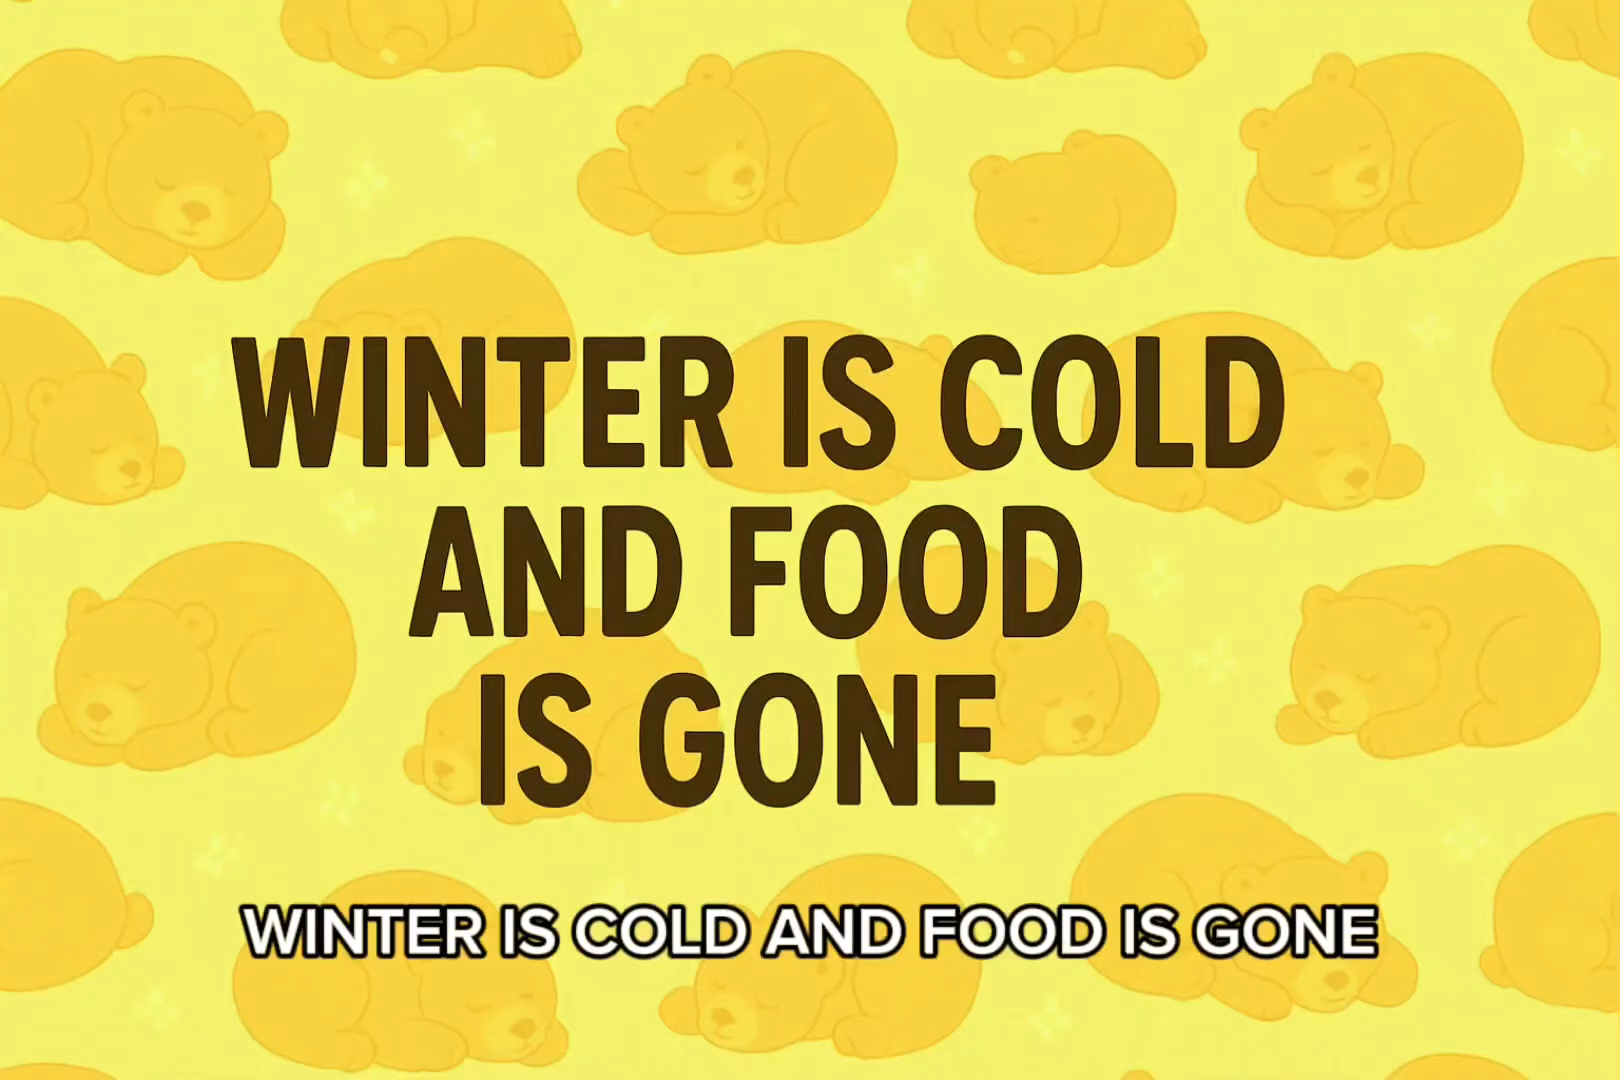 WINTER IS COLD
AND FOOD
IS GONE
WINTER IS COLD AND FOOD IS GONE